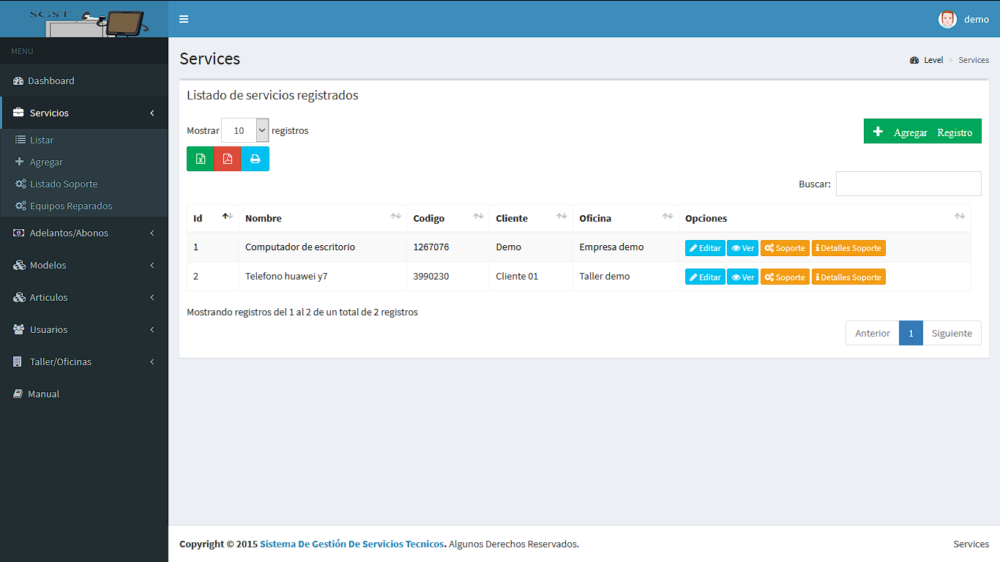 SGST
demo
MENU
Dashboard
Servicios
Listar
Agregar
Listado Soporte
Equipos Reparados
Adelantos/Abonos
Modelos
Articulos
Usuarios
Taller/Oficinas
Manual
Services
Level > Services
Listado de servicios registrados
Mostrar 10 registros
+ Agregar Registro
Buscar:
Id Nombre Codigo Cliente Oficina Opciones
1 Computador de escritorio 1267076 Demo Empresa demo Editar Ver Soporte Detalles Soporte
2 Telefono huawei y7 3990230 Cliente 01 Taller demo Editar Ver Soporte Detalles Soporte
Mostrando registros del 1 al 2 de un total de 2 registros
Anterior 1 Siguiente
Copyright © 2015 Sistema De Gestión De Servicios Tecnicos. Algunos Derechos Reservados.
Services